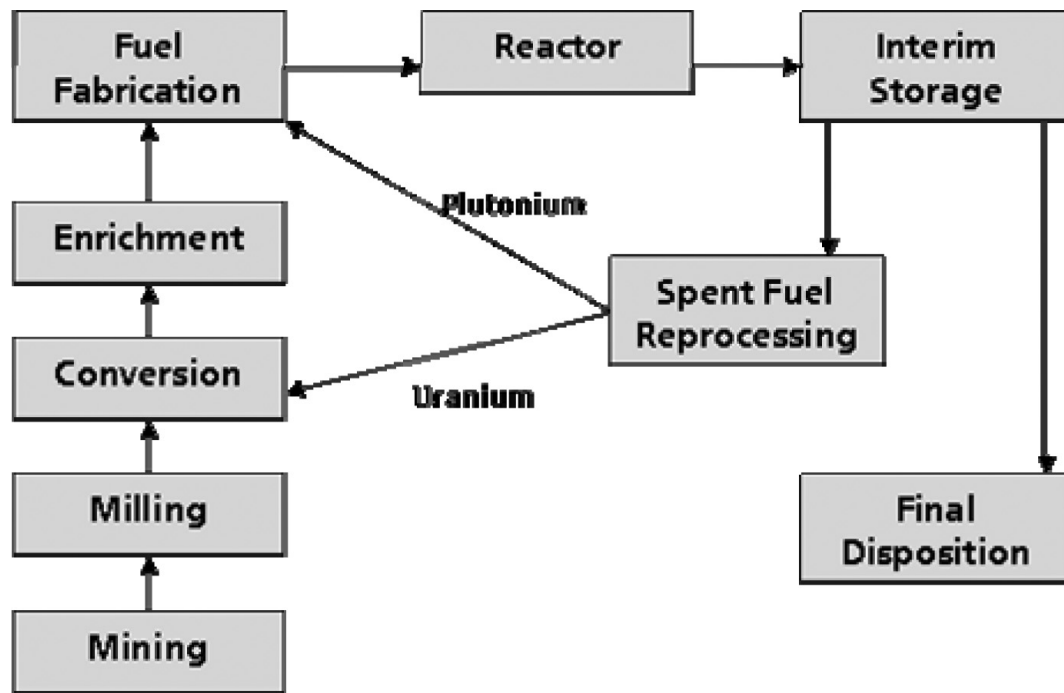 Fuel
Fabrication
Reactor
Interim
Storage
Plutonium
Enrichment
Spent Fuel
Reprocessing
Conversion
Uranium
Milling
Final
Disposition
Mining